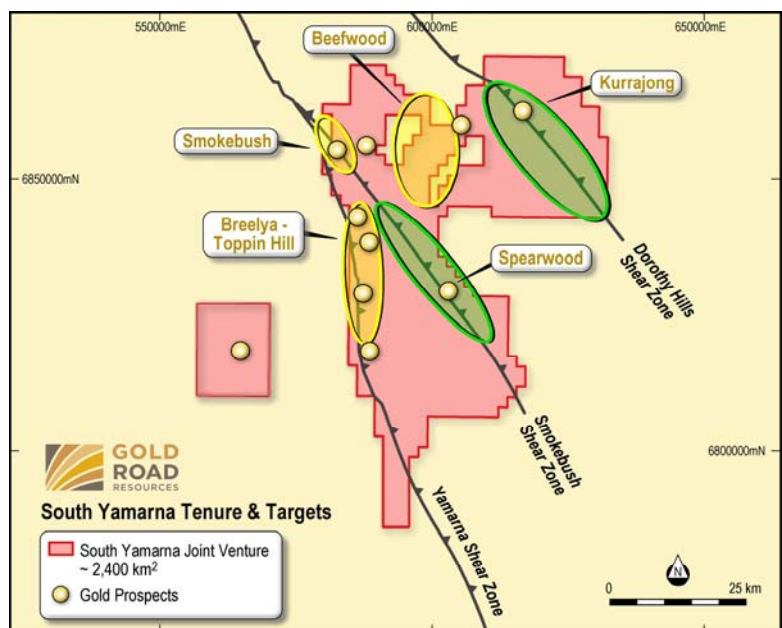 550000mE
600000mE
650000mE
Beefwood
Kurrajong
Smokebush
6850000mN
Breelya -
Toppin Hill
Spearwood
Dorothy Hills
Shear Zone
Smokebush
Shear Zone
6800000mN
Yamarna Shear Zone
GOLD
ROAD
RESOURCES
South Yamarna Tenure & Targets
South Yamarna Joint Venture
~ 2,400 km²
Gold Prospects
N
0
25 km